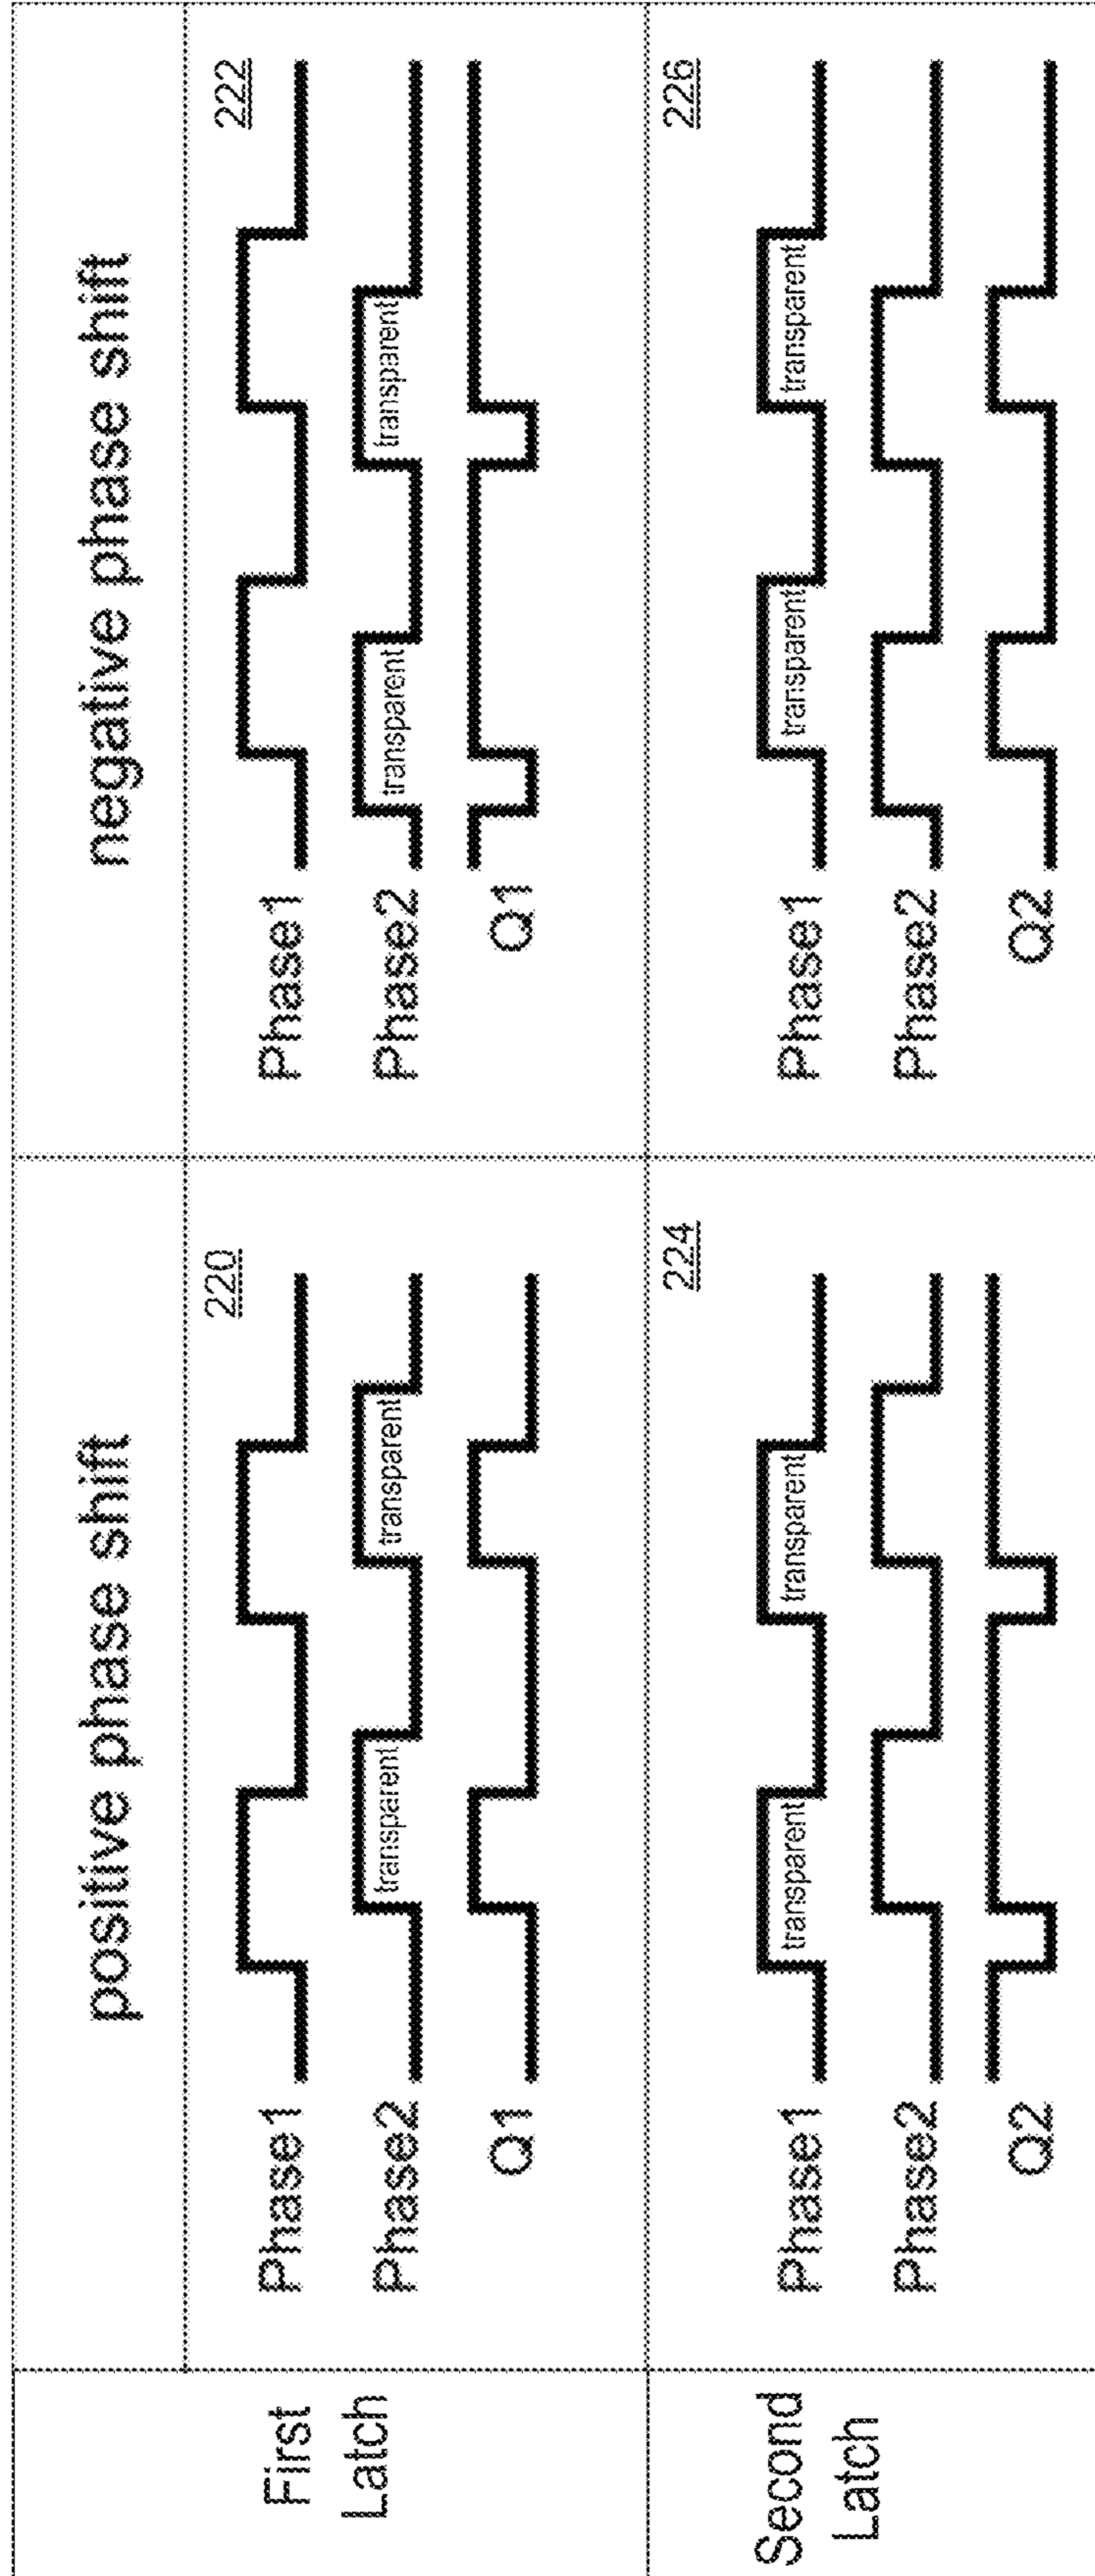 positive phase shift
negative phase shift
First
Latch
220
Phase1
Phase2
transparent
transparent
Q1
222
Phase1
Phase2
transparent
transparent
Q1
Second
Latch
224
Phase1
transparent
transparent
Phase2
Q2
226
Phase1
transparent
transparent
Phase2
Q2